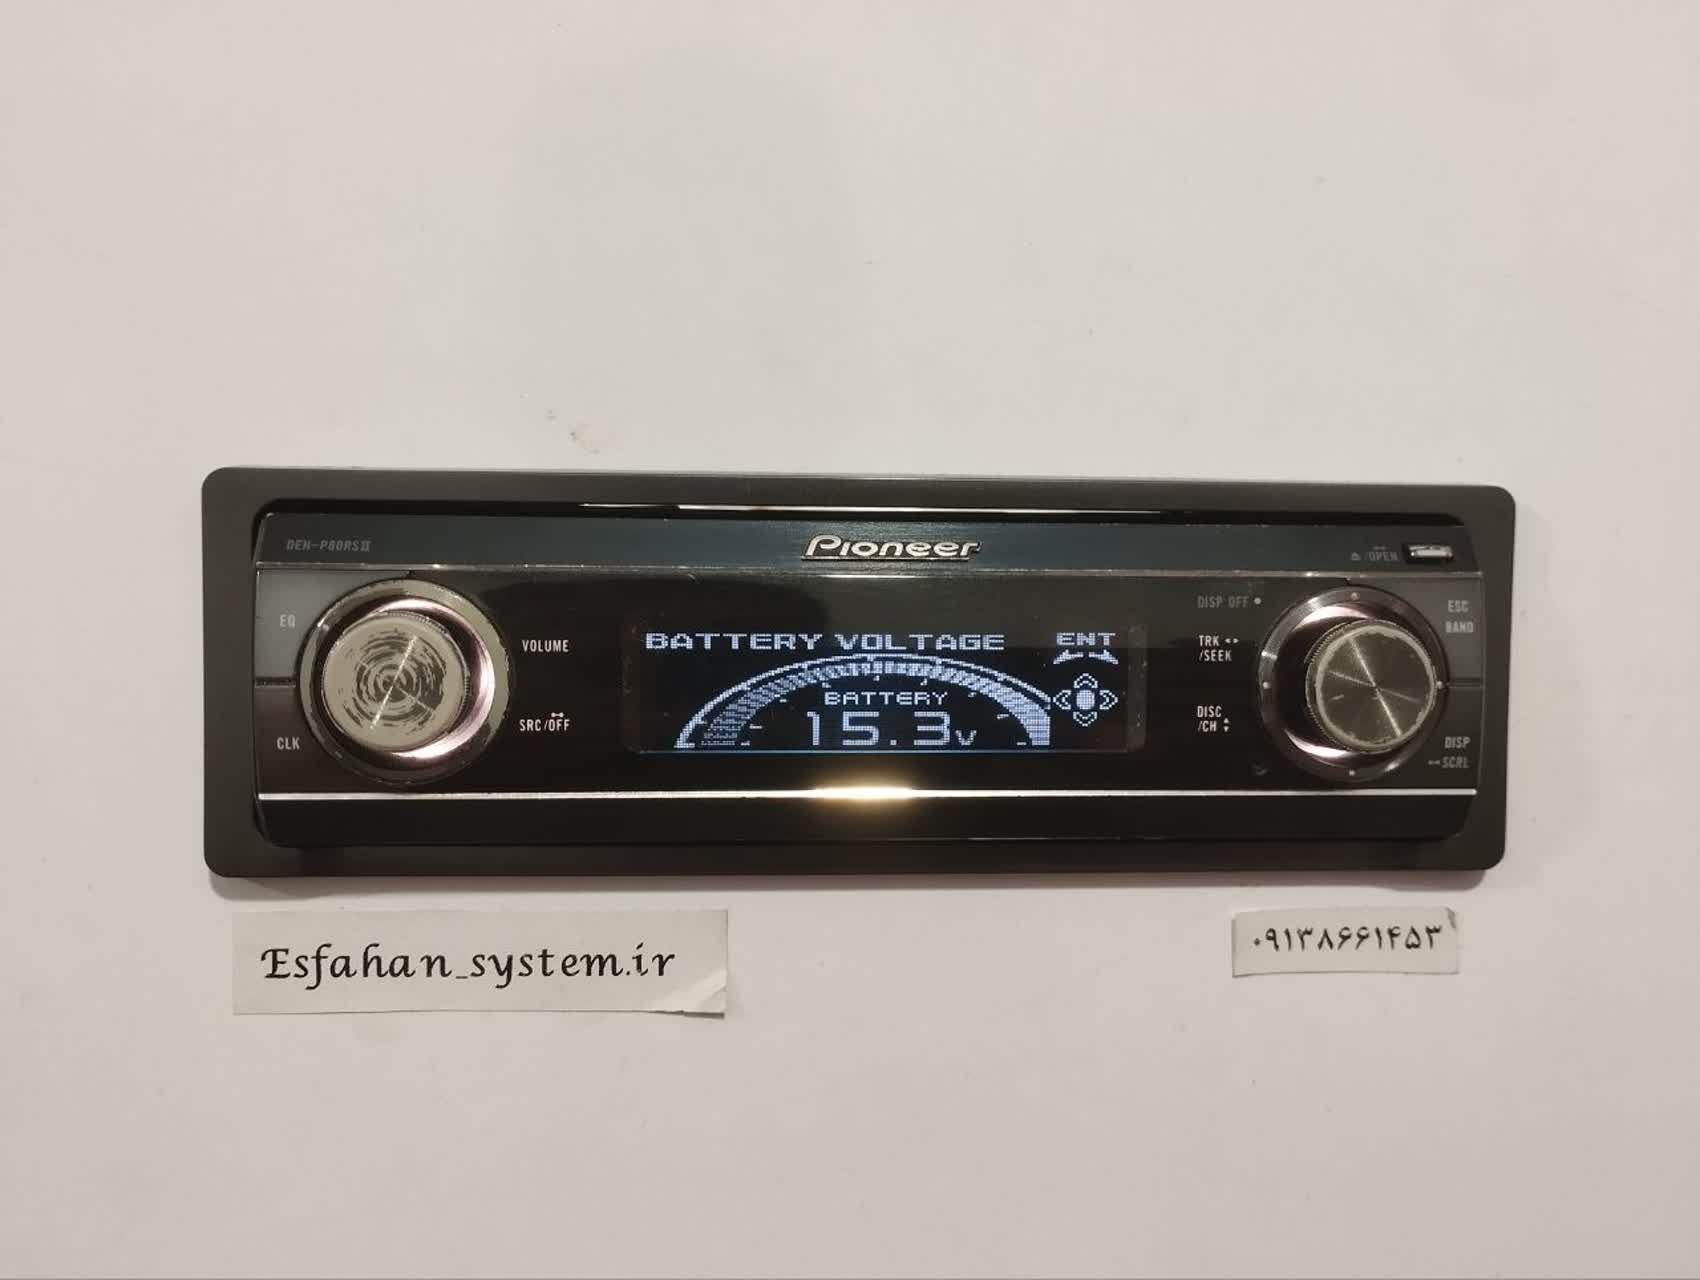 DEH-P80RSII
Pioneer
⏏/OPEN
EQ
CLK
VOLUME
SRC/OFF
BATTERY VOLTAGE
ENT
BATTERY
15.3V
DISP OFF
TRK
/SEEK
DISC
/CH
ESC
BAND
DISP
SCRL
Esfahan_system.ir
۰۹۱۳۸۶۶۱۴۵۳